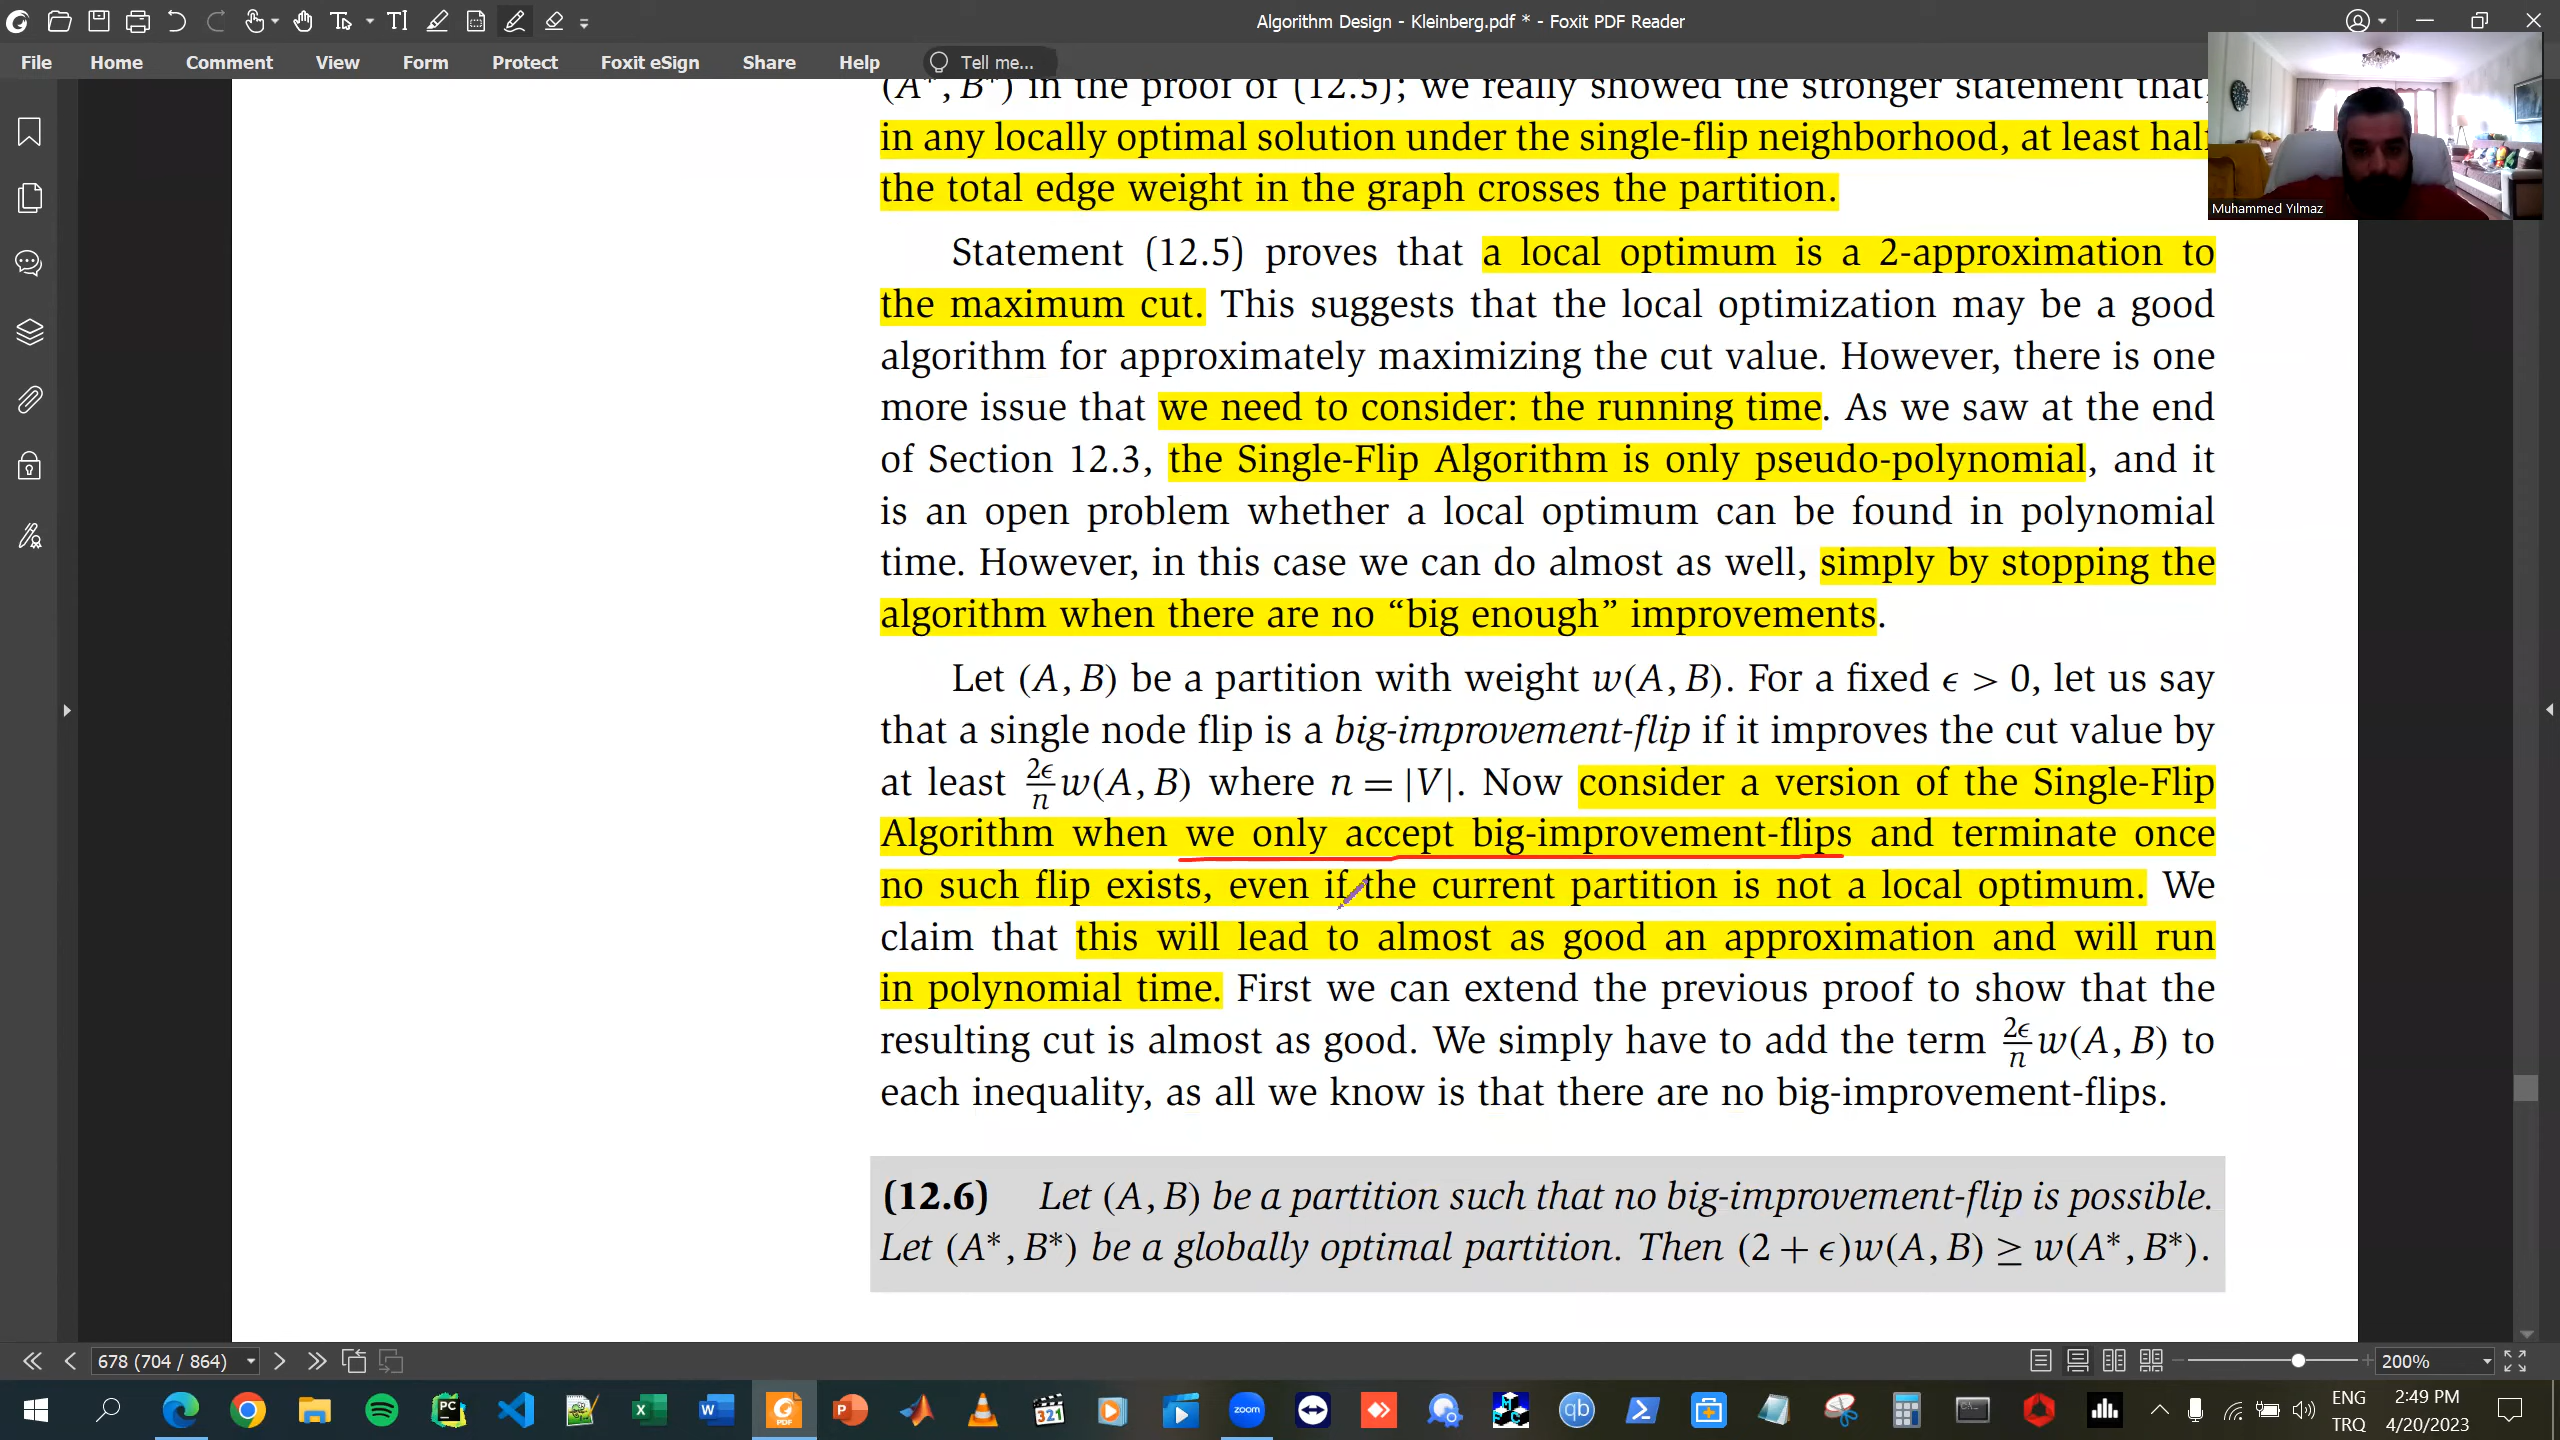 Algorithm Design - Kleinberg.pdf * - Foxit PDF Reader
File Home Comment View Form Protect Foxit eSign Share Help Tell me...
(A*, B*) in the proof of (12.5); we really showed the stronger statement that,
in any locally optimal solution under the single-flip neighborhood, at least half
the total edge weight in the graph crosses the partition.
Muhammed Yılmaz
Statement (12.5) proves that a local optimum is a 2-approximation to
the maximum cut. This suggests that the local optimization may be a good
algorithm for approximately maximizing the cut value. However, there is one
more issue that we need to consider: the running time. As we saw at the end
of Section 12.3, the Single-Flip Algorithm is only pseudo-polynomial, and it
is an open problem whether a local optimum can be found in polynomial
time. However, in this case we can do almost as well, simply by stopping the
algorithm when there are no “big enough” improvements.
Let (A, B) be a partition with weight w(A, B). For a fixed ϵ > 0, let us say
that a single node flip is a big-improvement-flip if it improves the cut value by
at least 2ϵ/n w(A, B) where n = |V|. Now consider a version of the Single-Flip
Algorithm when we only accept big-improvement-flips and terminate once
no such flip exists, even if the current partition is not a local optimum. We
claim that this will lead to almost as good an approximation and will run
in polynomial time. First we can extend the previous proof to show that the
resulting cut is almost as good. We simply have to add the term 2ϵ/n w(A, B) to
each inequality, as all we know is that there are no big-improvement-flips.
(12.6) Let (A, B) be a partition such that no big-improvement-flip is possible.
Let (A*, B*) be a globally optimal partition. Then (2 + ϵ)w(A, B) ≥ w(A*, B*).
678 (704 / 864)
200%
zoom
ENG
TRQ
2:49 PM
4/20/2023